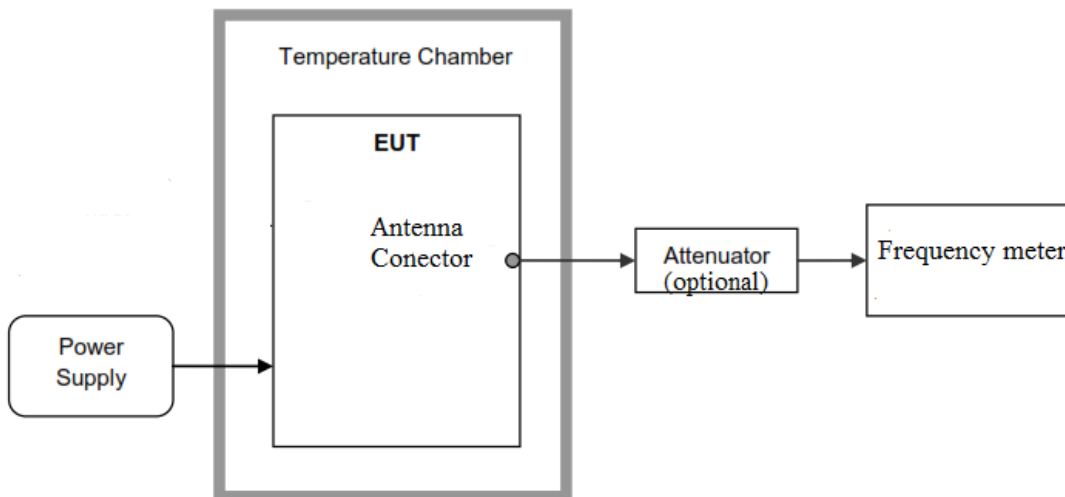 Temperature Chamber
EUT
Antenna
Conector
Attenuator
(optional)
Frequency meter
Power
Supply